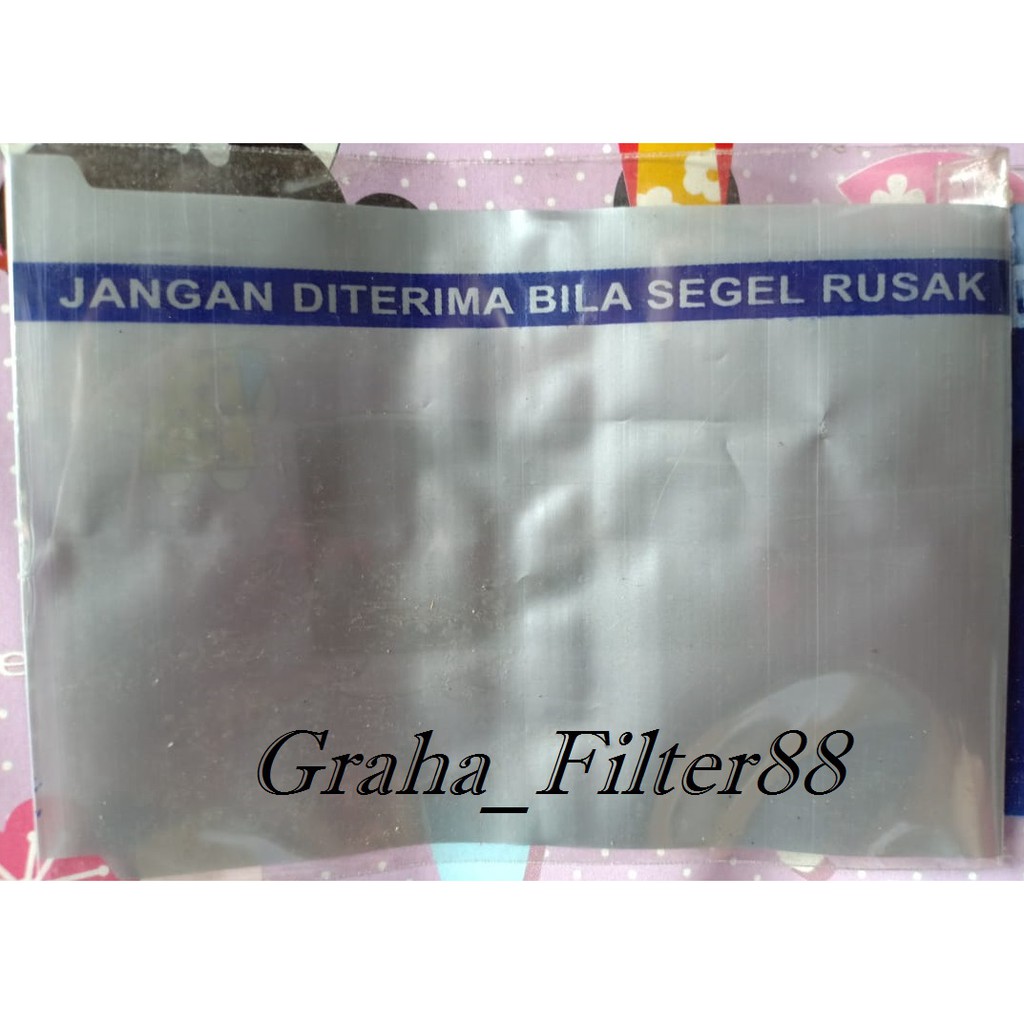 JANGAN DITERIMA BILA SEGEL RUSAK
Graha_Filter88